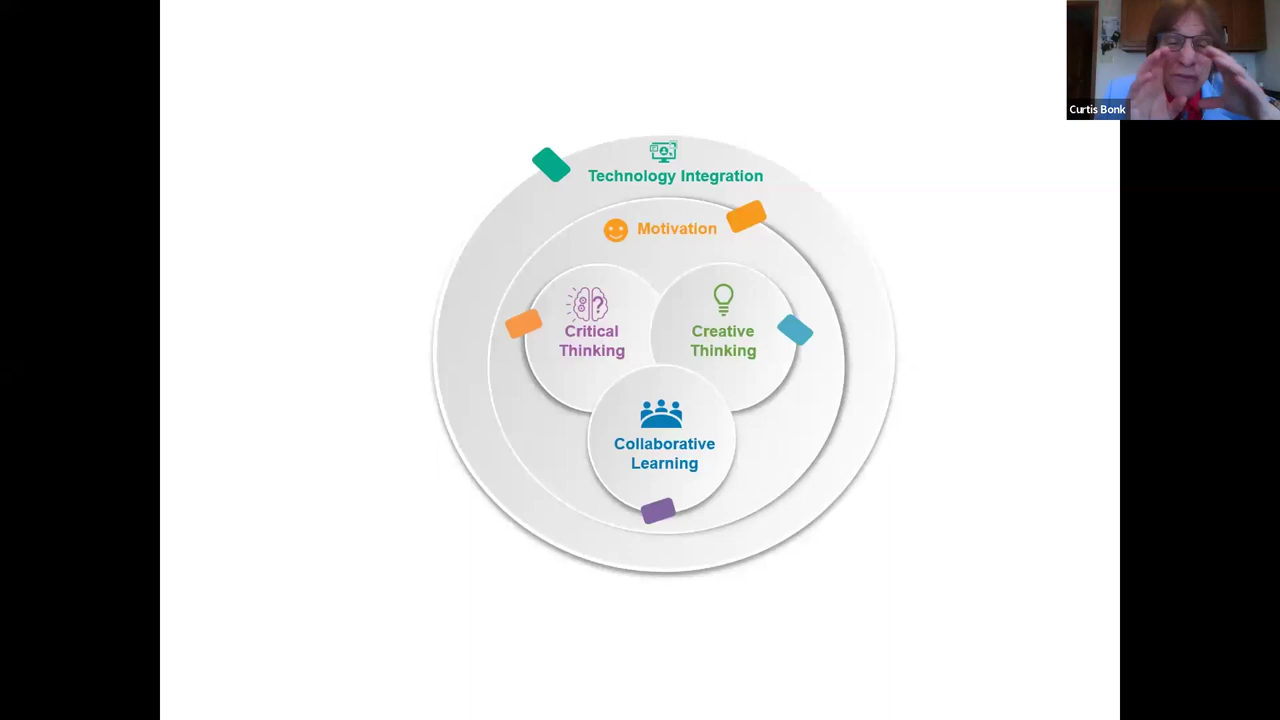 Curtis Bonk
Technology Integration
Motivation
Critical
Thinking
Creative
Thinking
?
Collaborative
Learning